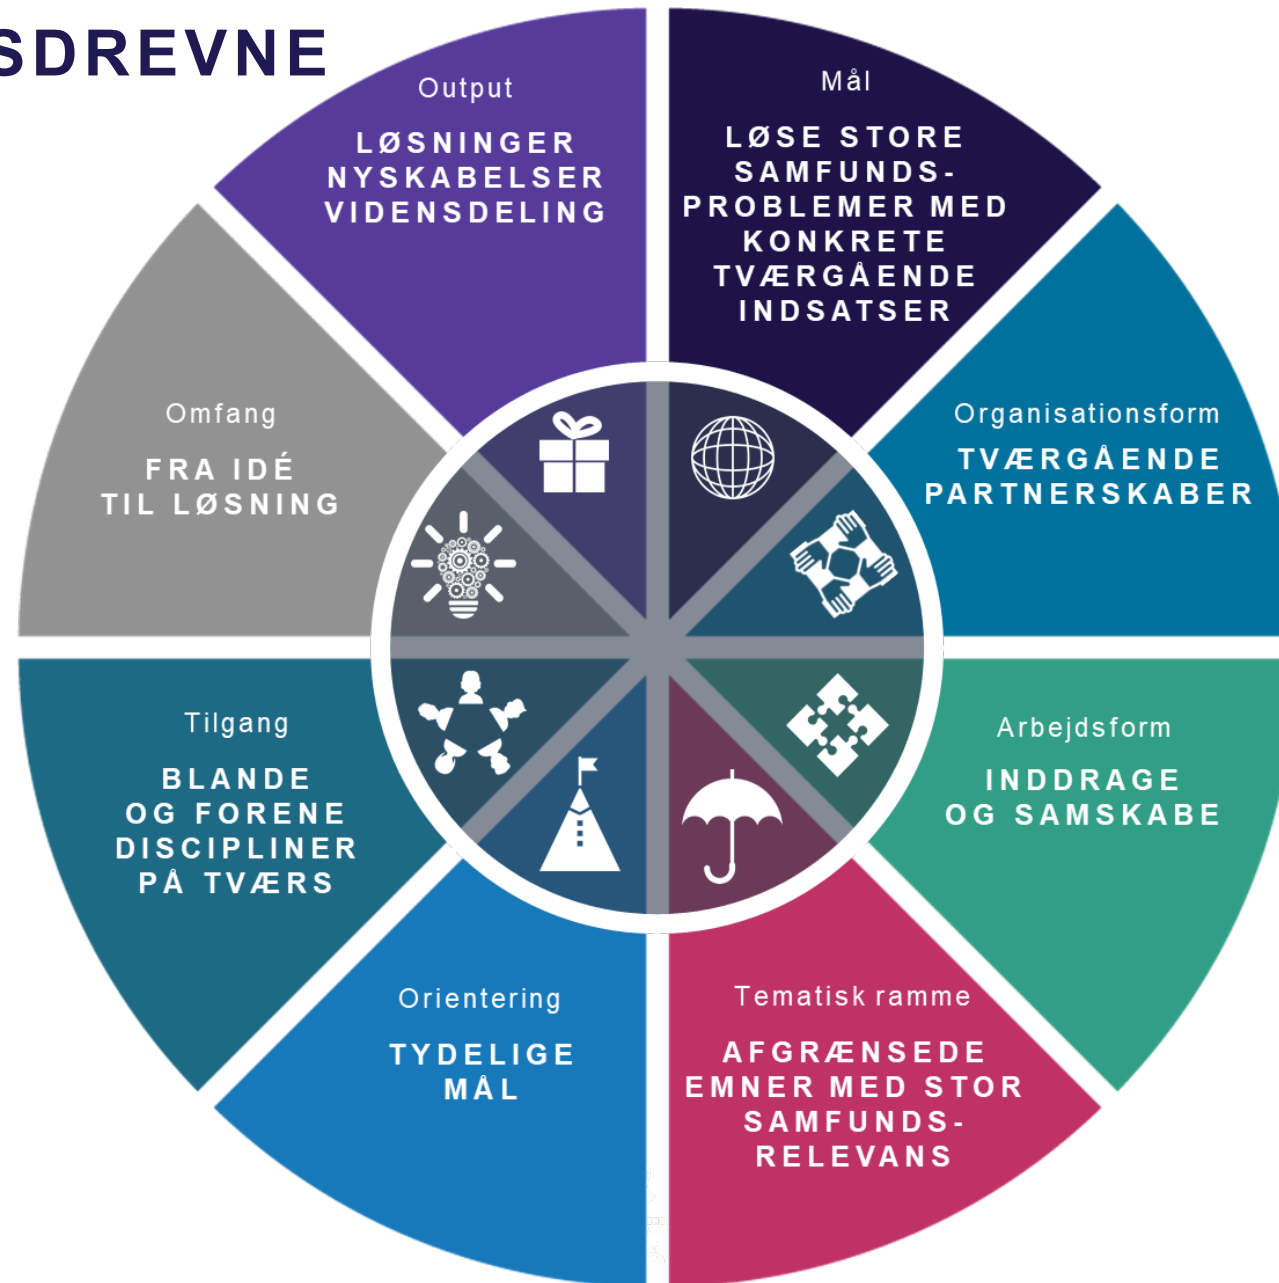 SDREVNE
Output
LØSNINGER
NYSKABELSER
VIDENSDELING
Mål
LØSE STORE
SAMFUNDS-
PROBLEMER MED
KONKRETE
TVÆRGÅENDE
INDSATSER
Organisationsform
TVÆRGÅENDE
PARTNERSKABER
Arbejdsform
INDDRAGE
OG SAMSKABE
Tematisk ramme
AFGRÆNSEDE
EMNER MED STOR
SAMFUNDS-
RELEVANS
Orientering
TYDELIGE
MÅL
Tilgang
BLANDE
OG FORENE
DISCIPLINER
PÅ TVÆRS
Omfang
FRA IDÉ
TIL LØSNING